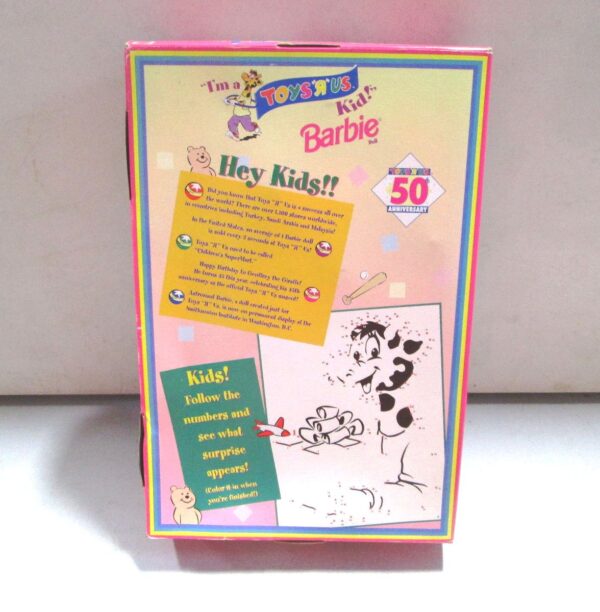 "I'm a
TOYS "R" US
Kid!"
Barbie
Doll
Hey Kids!!
50th
ANNIVERSARY
Did you know that Toys "R" Us is a success all over
the world? There are over 1,300 stores worldwide,
in countries including Turkey, Saudi Arabia and Malaysia!
In the United States, an average of 1 Barbie doll
is sold every 2 seconds at Toys "R" Us!
Toys "R" Us used to be called
"Children's SuperMart."
Happy Birthday to Geoffrey the Giraffe!
He turns 25 this year, celebrating his 25th
anniversary as the official Toys "R" Us mascot!
Astronaut Barbie, a doll created just for
Toys "R" Us, is now on permanent display at the
Smithsonian Institute in Washington, D.C.
Kids!
Follow the
numbers and
see what
surprise
appears!
(Color it in when
you're finished!)